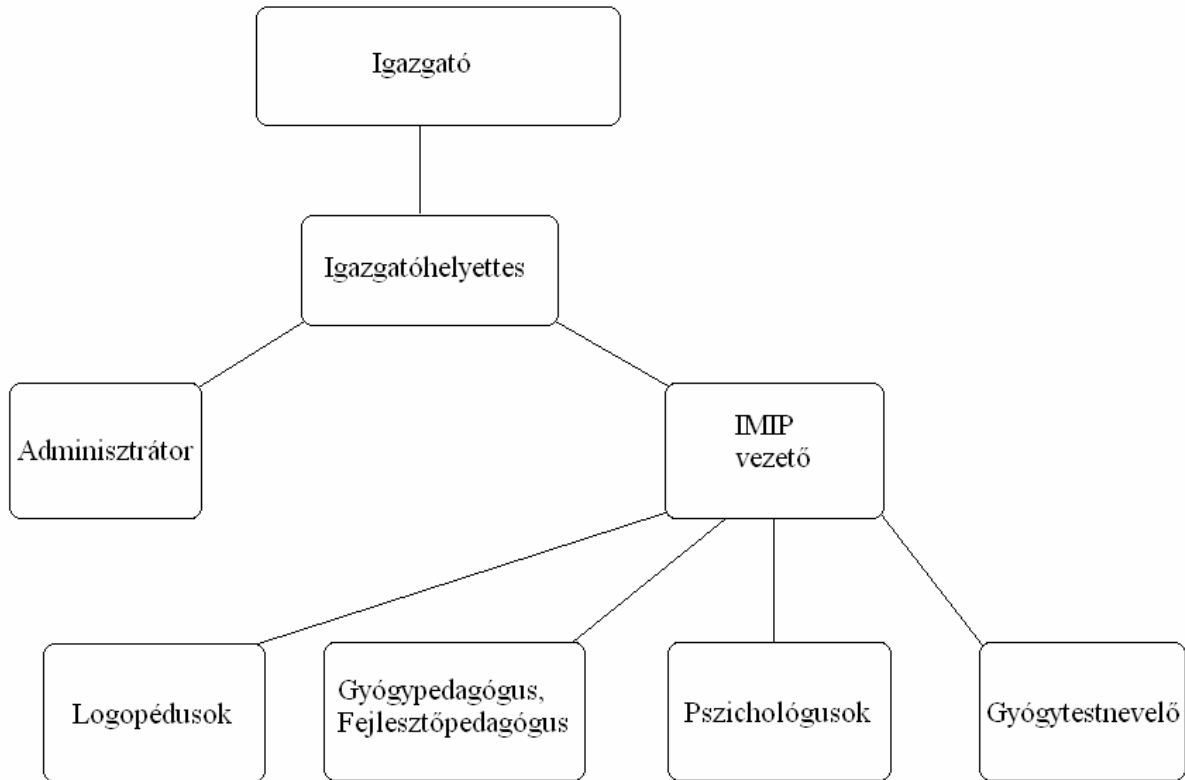 Igazgató
Igazgatóhelyettes
Adminisztrátor
IMIP
vezető
Logopédusok
Gyógypedagógus,
Fejlesztőpedagógus
Pszichológusok
Gyógytestnevelő